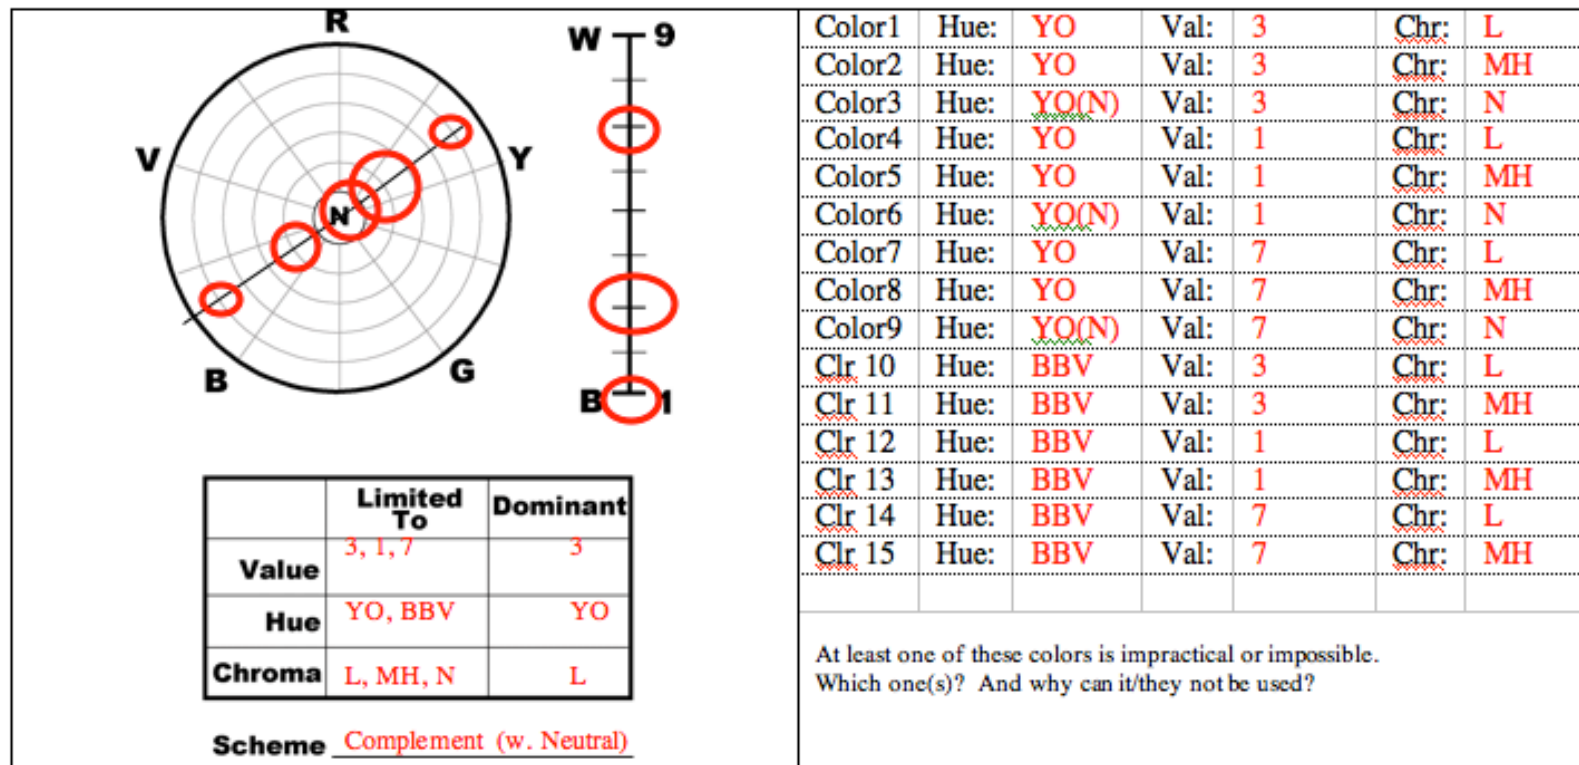 R
W 9
V
Y
N
B
G
B 1
Limited To Dominant
Value 3, 1, 7 3
Hue YO, BBV YO
Chroma L, MH, N L
Scheme Complement (w. Neutral)
Color1 Hue: YO Val: 3 Chr: L
Color2 Hue: YO Val: 3 Chr: MH
Color3 Hue: YO(N) Val: 3 Chr: N
Color4 Hue: YO Val: 1 Chr: L
Color5 Hue: YO Val: 1 Chr: MH
Color6 Hue: YO(N) Val: 1 Chr: N
Color7 Hue: YO Val: 7 Chr: L
Color8 Hue: YO Val: 7 Chr: MH
Color9 Hue: YO(N) Val: 7 Chr: N
Clr 10 Hue: BBV Val: 3 Chr: L
Clr 11 Hue: BBV Val: 3 Chr: MH
Clr 12 Hue: BBV Val: 1 Chr: L
Clr 13 Hue: BBV Val: 1 Chr: MH
Clr 14 Hue: BBV Val: 7 Chr: L
Clr 15 Hue: BBV Val: 7 Chr: MH
At least one of these colors is impractical or impossible.
Which one(s)? And why can it/they not be used?